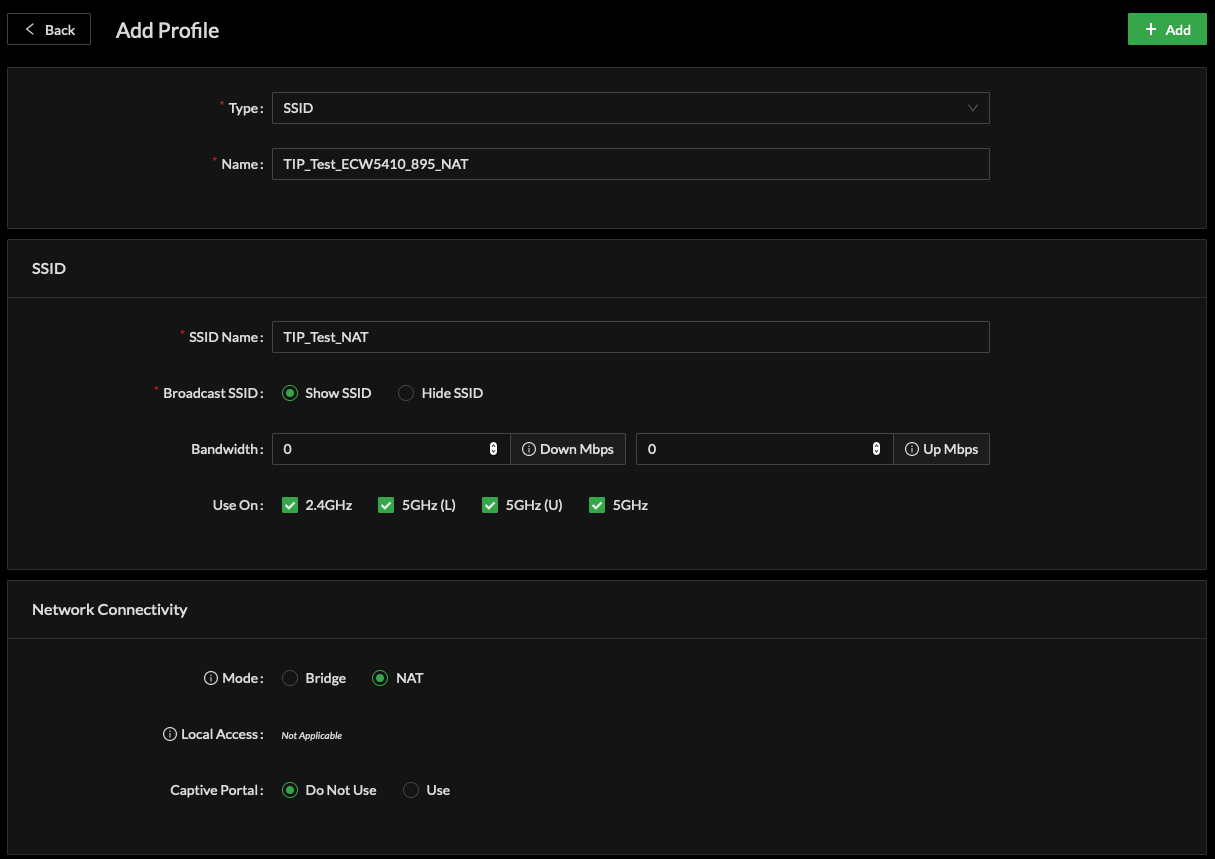 Back Add Profile + Add
* Type : SSID
* Name : TIP_Test_ECW5410_895_NAT
SSID
* SSID Name : TIP_Test_NAT
* Broadcast SSID : Show SSID Hide SSID
Bandwidth : 0 Down Mbps 0 Up Mbps
Use On : 2.4GHz 5GHz (L) 5GHz (U) 5GHz
Network Connectivity
Mode : Bridge NAT
Local Access : Not Applicable
Captive Portal : Do Not Use Use